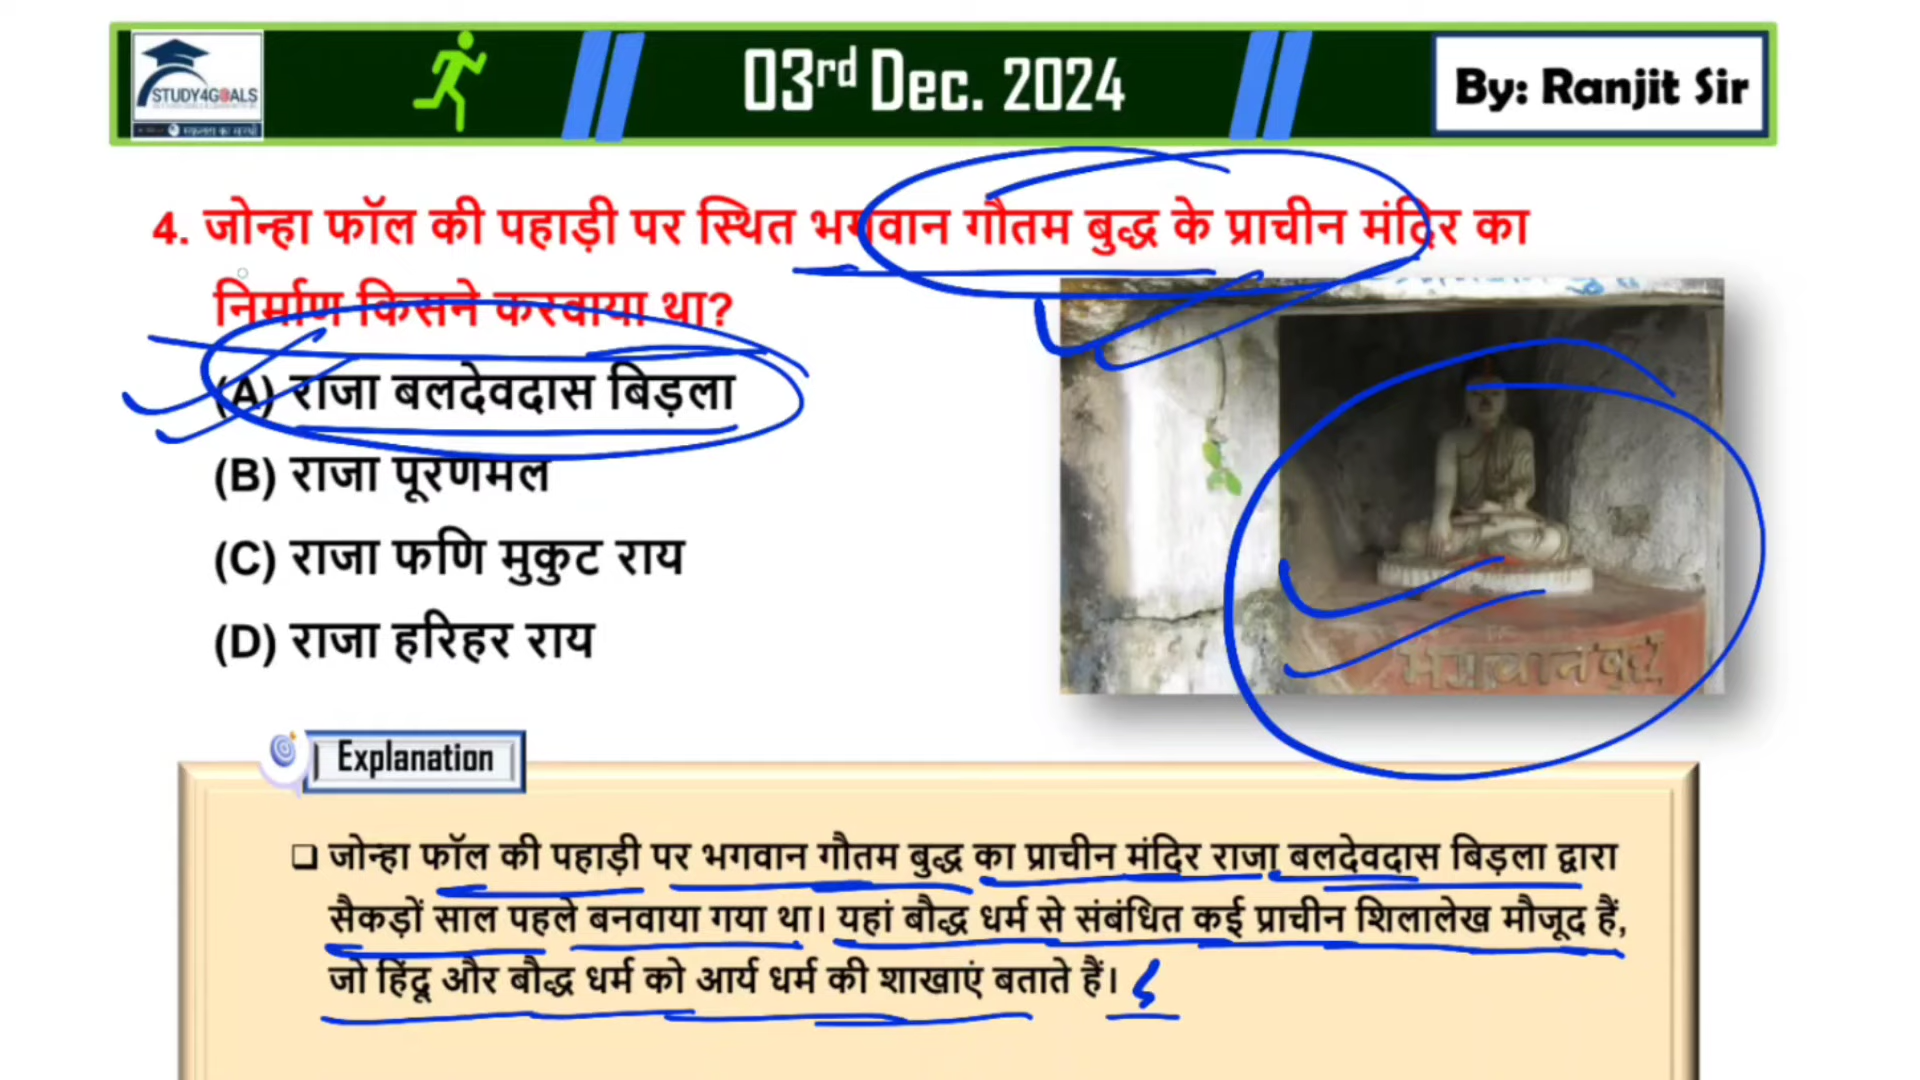 STUDY4GOALS
03rd Dec. 2024
By: Ranjit Sir
4. जोन्हा फॉल की पहाड़ी पर स्थित भगवान गौतम बुद्ध के प्राचीन मंदिर का
निर्माण किसने करवाया था?
(A) राजा बलदेवदास बिड़ला
(B) राजा पूरणमल
(C) राजा फणि मुकुट राय
(D) राजा हरिहर राय
भगवान बुद्ध
Explanation
❑ जोन्हा फॉल की पहाड़ी पर भगवान गौतम बुद्ध का प्राचीन मंदिर राजा बलदेवदास बिड़ला द्वारा
सैकड़ों साल पहले बनवाया गया था। यहां बौद्ध धर्म से संबंधित कई प्राचीन शिलालेख मौजूद हैं,
जो हिंदू और बौद्ध धर्म को आर्य धर्म की शाखाएं बताते हैं।